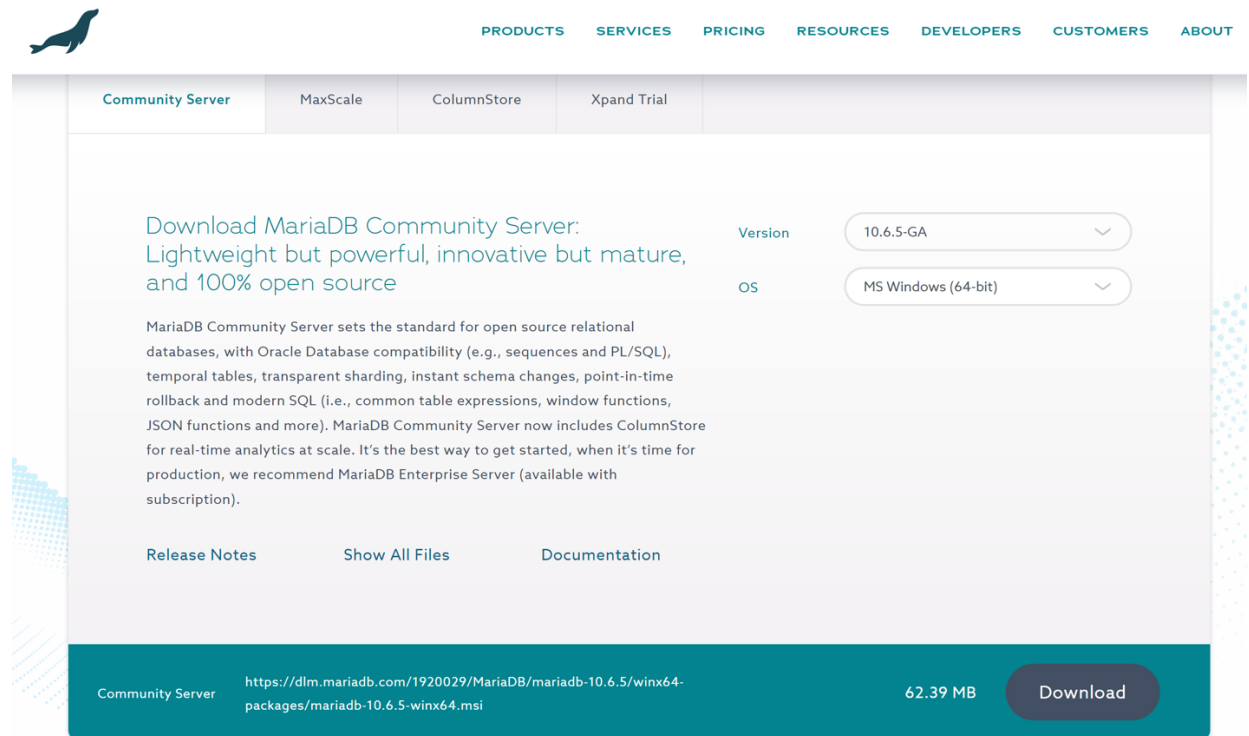 PRODUCTS SERVICES PRICING RESOURCES DEVELOPERS CUSTOMERS ABOUT
Community Server MaxScale ColumnStore Xpand Trial
Download MariaDB Community Server:
Lightweight but powerful, innovative but mature,
and 100% open source
Version 10.6.5-GA
OS MS Windows (64-bit)
MariaDB Community Server sets the standard for open source relational
databases, with Oracle Database compatibility (e.g., sequences and PL/SQL),
temporal tables, transparent sharding, instant schema changes, point-in-time
rollback and modern SQL (i.e., common table expressions, window functions,
JSON functions and more). MariaDB Community Server now includes ColumnStore
for real-time analytics at scale. It’s the best way to get started, when it’s time for
production, we recommend MariaDB Enterprise Server (available with
subscription).
Release Notes Show All Files Documentation
Community Server
https://dlm.mariadb.com/1920029/MariaDB/mariadb-10.6.5/winx64-
packages/mariadb-10.6.5-winx64.msi
62.39 MB Download